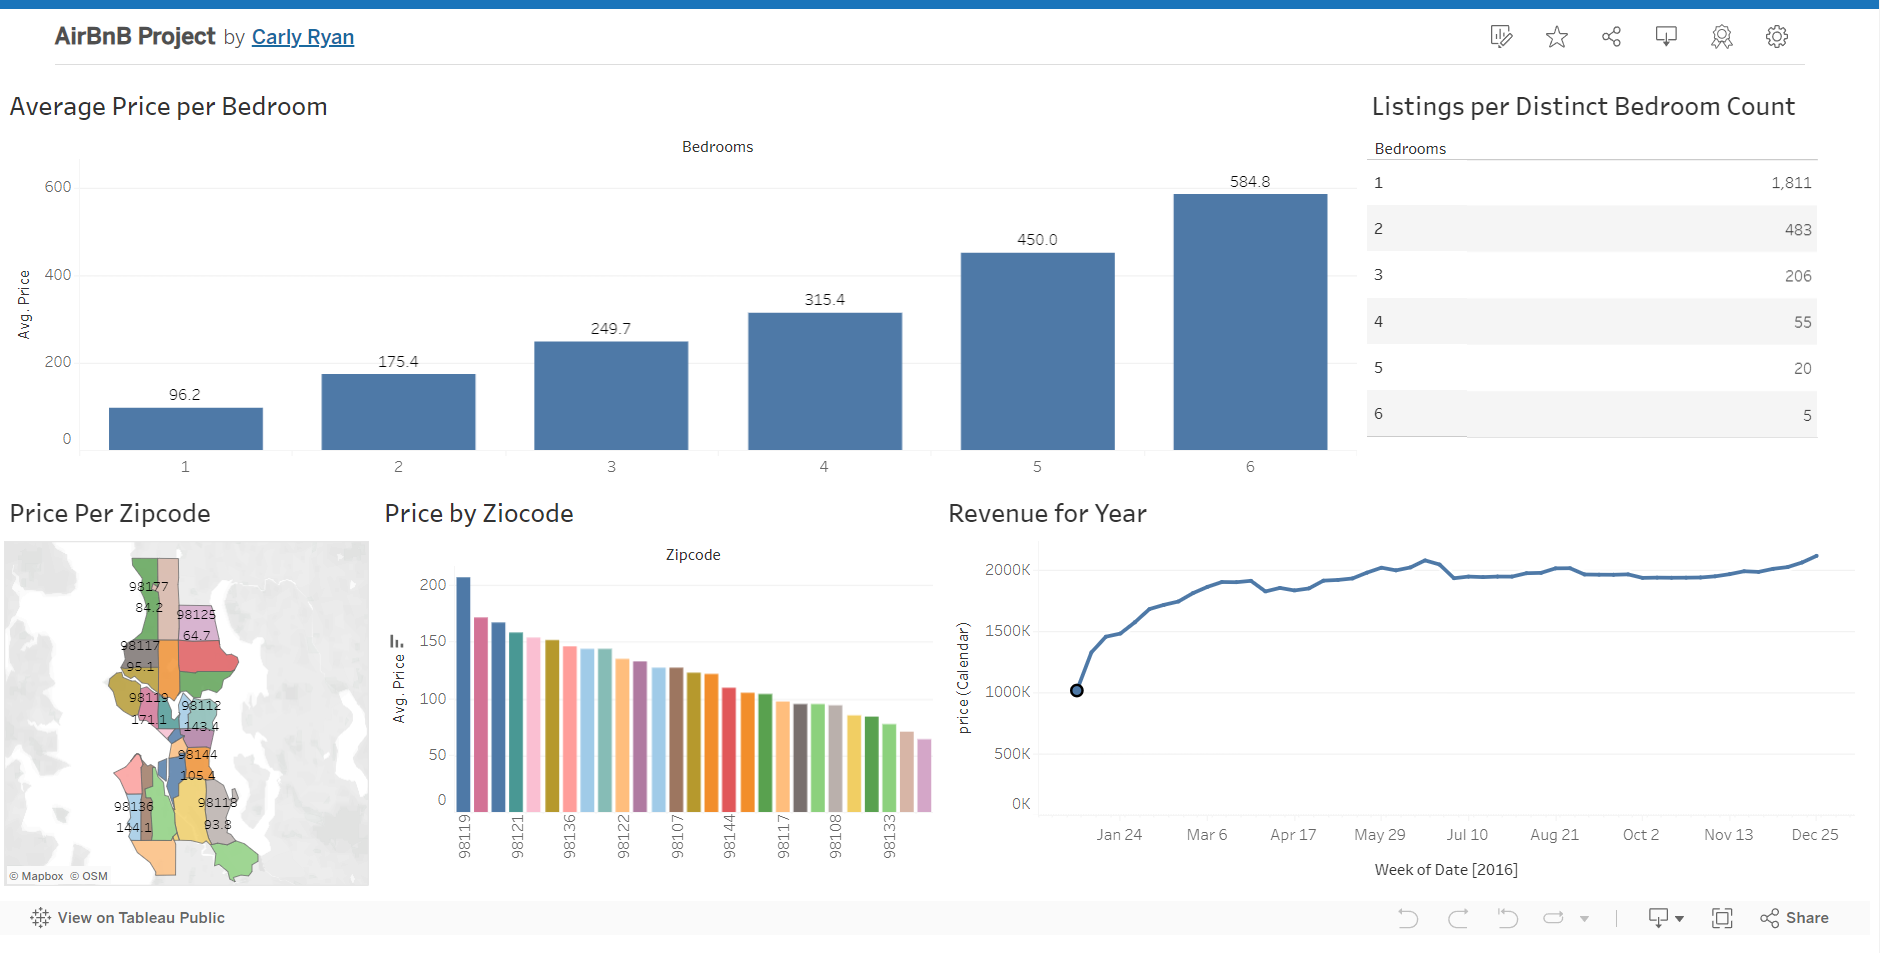 AirBnB Project by Carly Ryan
Average Price per Bedroom
Bedrooms
Avg. Price
600
400
200
0
96.2
175.4
249.7
315.4
450.0
584.8
1
2
3
4
5
6
Listings per Distinct Bedroom Count
Bedrooms
1 1,811
2 483
3 206
4 55
5 20
6 5
Price Per Zipcode
98177
84.2
98125
64.7
98117
95.1
98119
171.1
98112
143.4
98144
105.4
98136
144.1
98118
93.8
© Mapbox © OSM
Price by Ziocode
Zipcode
Avg. Price
200
150
100
50
0
98119
98121
98136
98122
98107
98144
98117
98108
98133
Revenue for Year
price (Calendar)
2000K
1500K
1000K
500K
0K
Jan 24
Mar 6
Apr 17
May 29
Jul 10
Aug 21
Oct 2
Nov 13
Dec 25
Week of Date [2016]
View on Tableau Public
Share